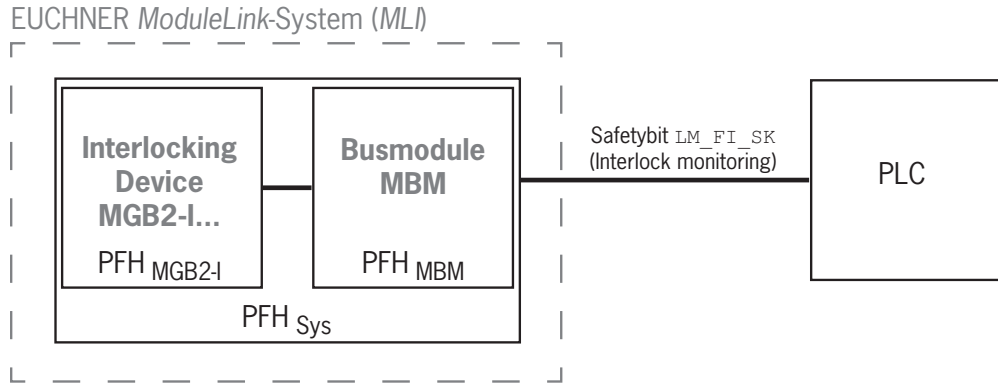 EUCHNER ModuleLink-System (MLI)
Interlocking
Device
MGB2-I...
PFH MGB2-I
Busmodule
MBM
PFH MBM
PFH Sys
Safetybit LM_FI_SK
(Interlock monitoring)
PLC